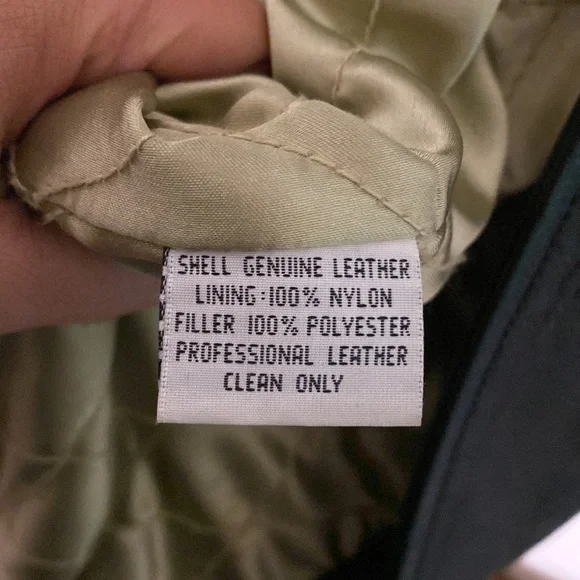 SHELL GENUINE LEATHER
LINING:100% NYLON
FILLER 100% POLYESTER
PROFESSIONAL LEATHER
CLEAN ONLY